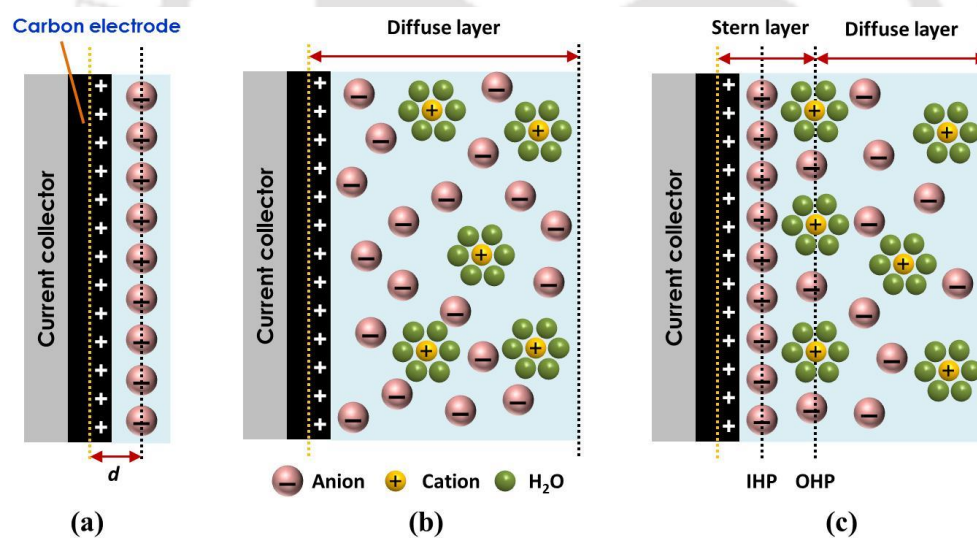 Carbon electrode
Diffuse layer
Stern layer
Diffuse layer
Current collector
Current collector
Current collector
d
Anion
Cation
H₂O
IHP
OHP
(a)
(b)
(c)